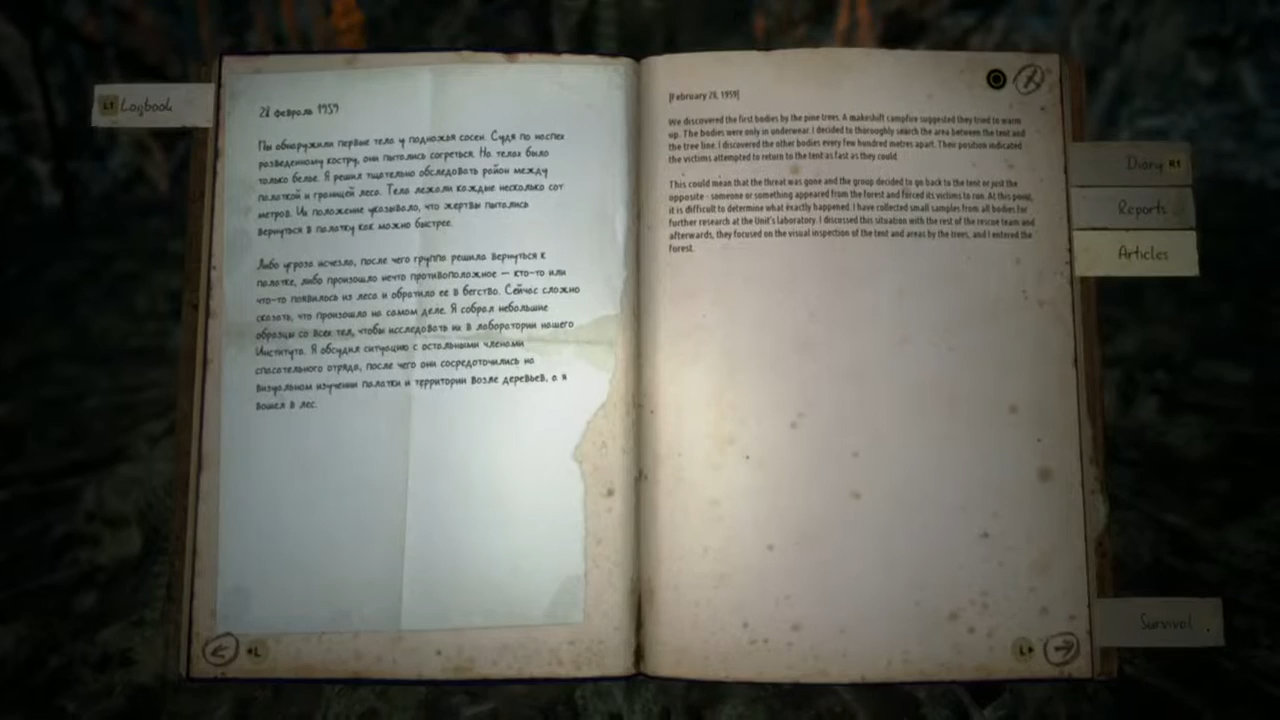 L1 Logbook
28 февраль 1959
Мы обнаружили первые тела у подножья сосен. Судя по наспех
разведенному костру, они пытались согреться. На телах было
только белье. Я решил тщательно обследовать район между
палаткой и границей леса. Тела лежали каждые несколько сот
метров. Их положение указывало, что жертвы пытались
вернуться в палатку как можно быстрее.
Либо угроза исчезла, после чего группа решила вернуться к
палатке, либо произошло нечто противоположное — кто-то или
что-то появилось из леса и обратило ее в бегство. Сейчас сложно
сказать, что произошло на самом деле. Я собрал небольшие
образцы со всех тел, чтобы исследовать их в лаборатории нашего
Института. Я обсудил ситуацию с остальными членами
спасательного отряда, после чего они сосредоточились на
визуальном изучении палатки и территории возле деревьев, а я
вошел в лес.
L
[February 28, 1959]
We discovered the first bodies by the pine trees. A makeshift campfire suggested they tried to warm
up. The bodies were only in underwear. I decided to thoroughly search the area between the tent and
the tree line. I discovered the other bodies every few hundred metres apart. Their position indicated
the victims attempted to return to the tent as fast as they could.
This could mean that the threat was gone and the group decided to go back to the tent or just the
opposite - someone or something appeared from the forest and forced its victims to run. At this point,
it is difficult to determine what exactly happened. I have collected small samples from all bodies for
further research at the Unit's laboratory. I discussed this situation with the rest of the rescue team and
afterwards, they focused on the visual inspection of the tent and areas by the trees, and I entered the
forest.
L
Diary R1
Reports
Articles
Survival